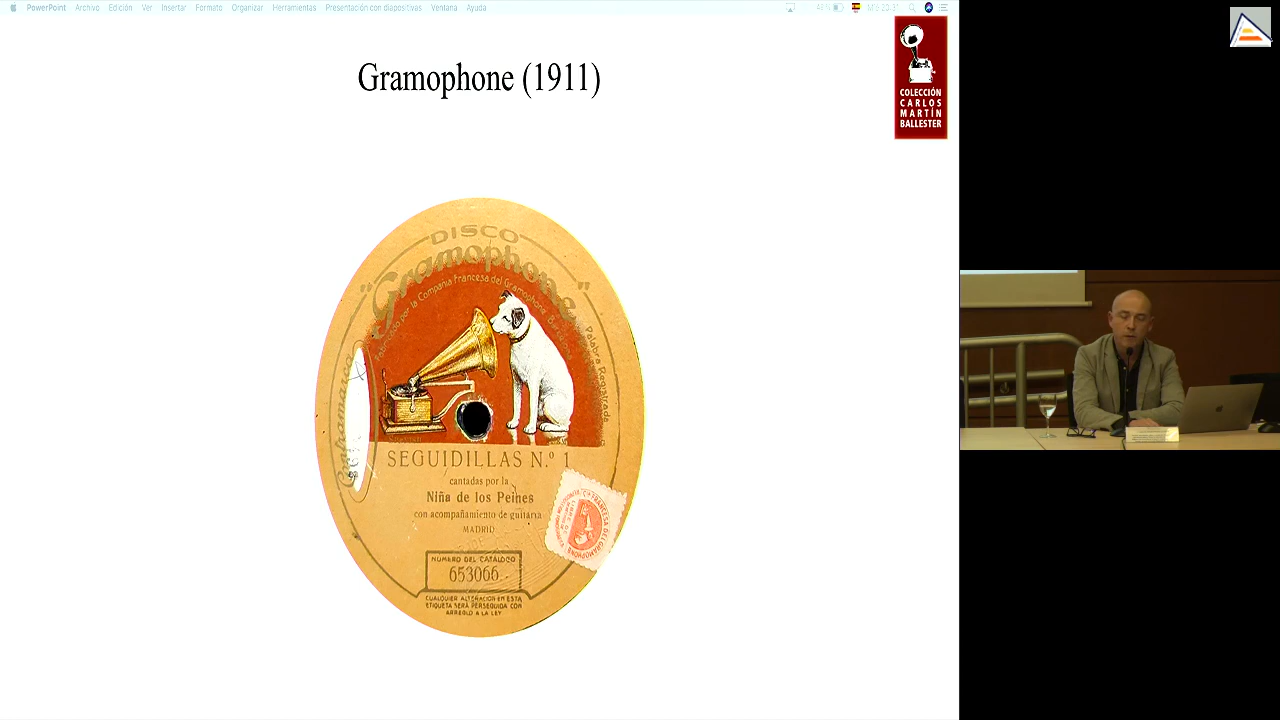 PowerPoint Archivo Edición Ver Insertar Formato Organizar Herramientas Presentación con diapositivas Ventana Ayuda
Gramophone (1911)
COLECCIÓN
CARLOS
MARTÍN
BALLESTER
DISCO
"Gramophone"
Fabricado por la Compañía Francesa del Gramophone, Barcelona
Palabra Registrada
Contramarca
SEGUIDILLAS N.º 1
cantadas por la
Niña de los Peines
con acompañamiento de guitarra
MADRID
NÚMERO DEL CATÁLOGO
653066
CUALQUIER ALTERACIÓN EN ESTA
ETIQUETA SERÁ PERSEGUIDA CON
ARREGLO A LA LEY